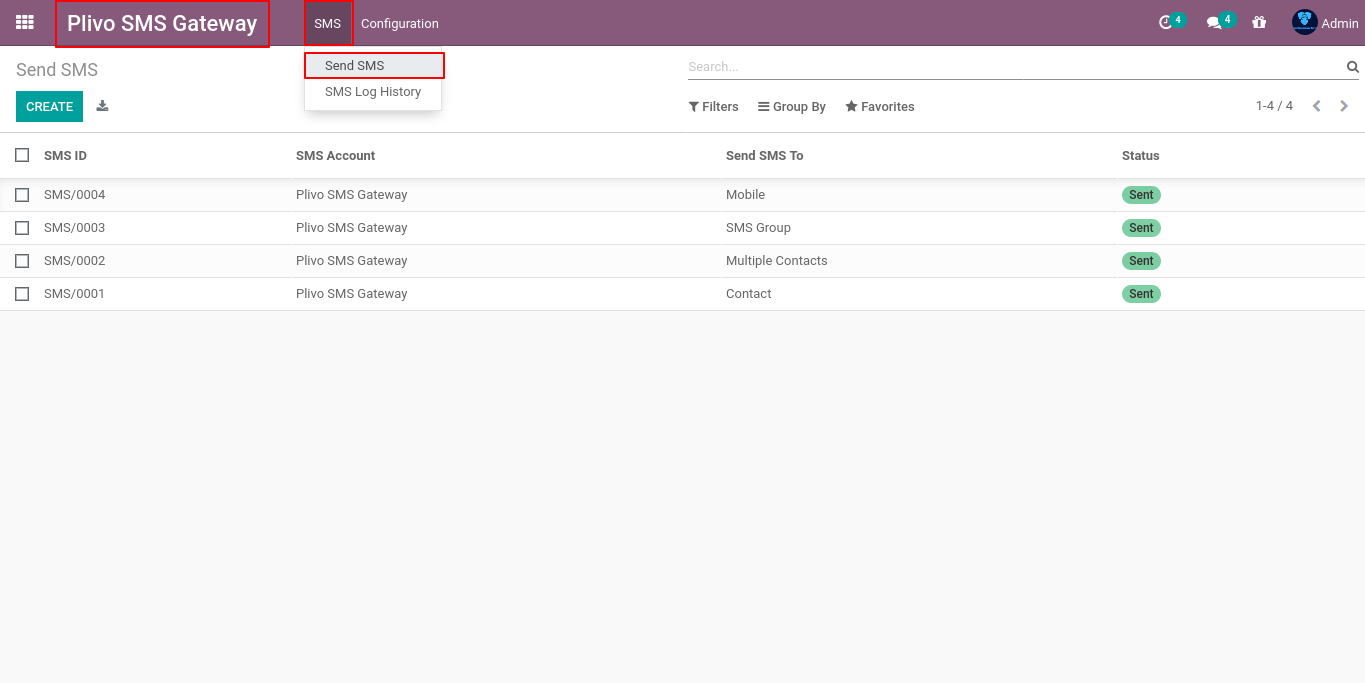 Plivo SMS Gateway SMS Configuration 4 4 Admin
Send SMS
SMS Log History
Send SMS Search...
CREATE Filters Group By Favorites 1-4 / 4
SMS ID SMS Account Send SMS To Status
SMS/0004 Plivo SMS Gateway Mobile Sent
SMS/0003 Plivo SMS Gateway SMS Group Sent
SMS/0002 Plivo SMS Gateway Multiple Contacts Sent
SMS/0001 Plivo SMS Gateway Contact Sent